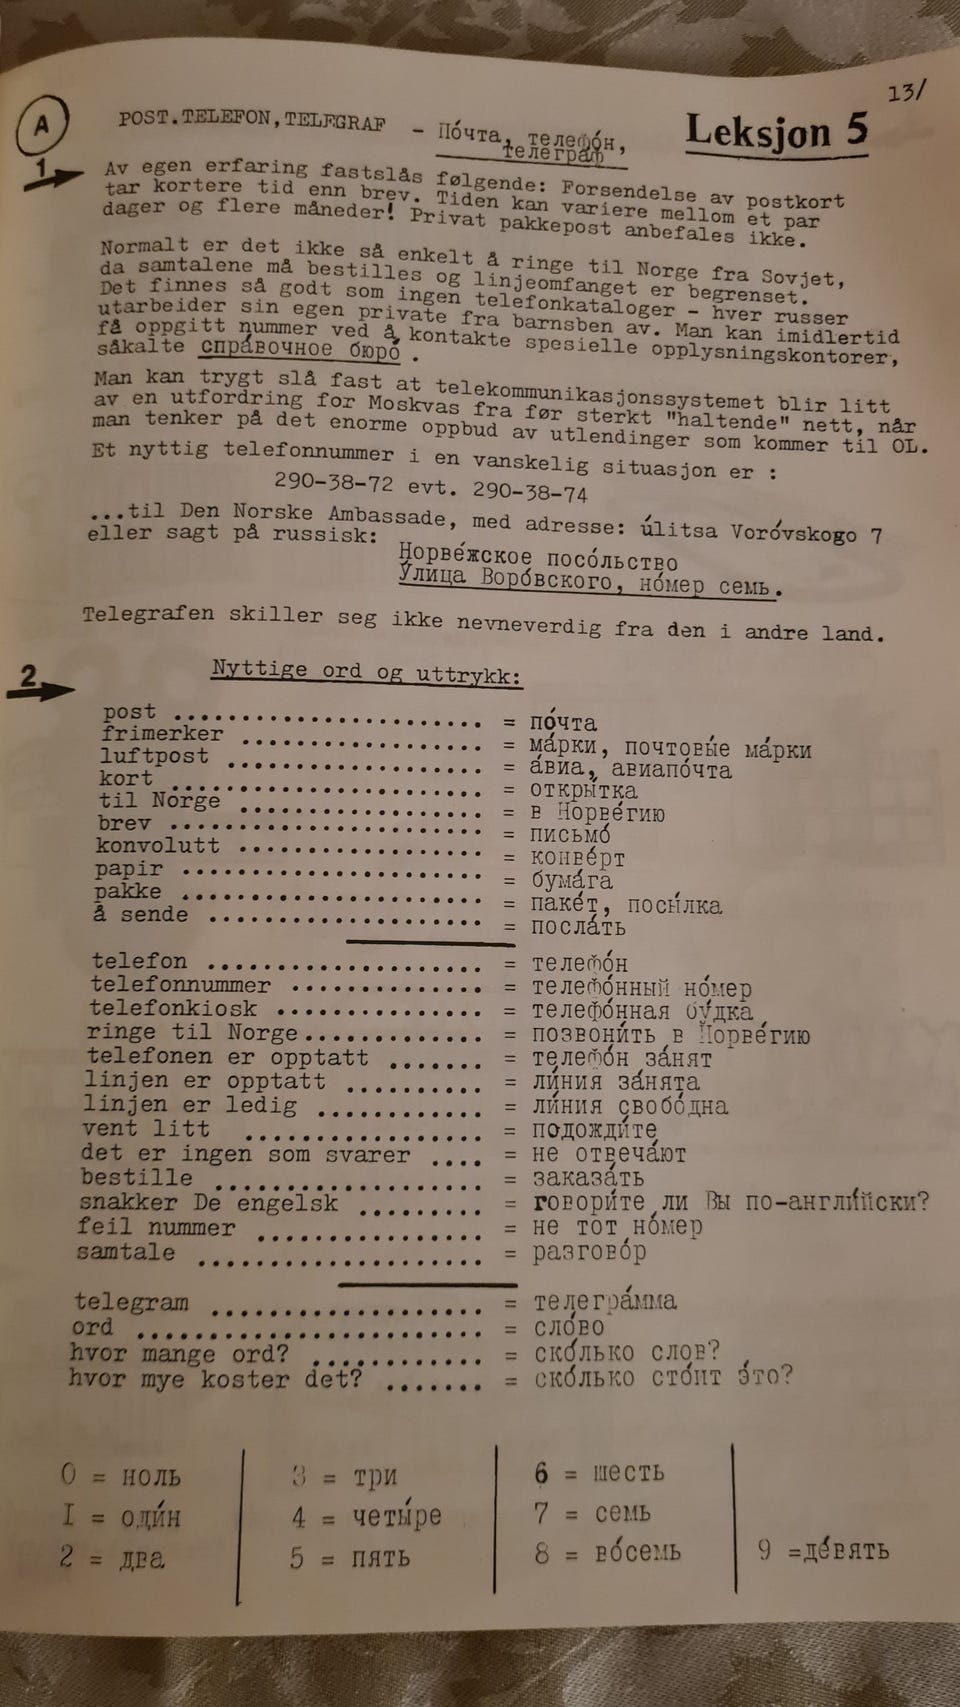 13/
A
POST.TELEFON,TELEGRAF - По́чта, телефо́н,
телегра́ф
Leksjon 5
1
Av egen erfaring fastslås følgende: Forsendelse av postkort
tar kortere tid enn brev. Tiden kan variere mellom et par
dager og flere måneder! Privat pakkepost anbefales ikke.
Normalt er det ikke så enkelt å ringe til Norge fra Sovjet,
da samtalene må bestilles og linjeomfanget er begrenset.
Det finnes så godt som ingen telefonkataloger - hver russer
utarbeider sin egen private fra barnsben av. Man kan imidlertid
få oppgitt nummer ved å kontakte spesielle opplysningskontorer,
såkalte спра́вочное бюро́ .
Man kan trygt slå fast at telekommunikasjonssystemet blir litt
av en utfordring for Moskvas fra før sterkt "haltende" nett, når
man tenker på det enorme oppbud av utlendinger som kommer til OL.
Et nyttig telefonnummer i en vanskelig situasjon er :
290-38-72 evt. 290-38-74
...til Den Norske Ambassade, med adresse: úlitsa Voróvskogo 7
eller sagt på russisk:
Норве́жское посо́льство
У́лица Воро́вского, но́мер семь.
Telegrafen skiller seg ikke nevneverdig fra den i andre land.
2
Nyttige ord og uttrykk:
post ....................... = по́чта
frimerker .................. = ма́рки, почто́вые ма́рки
luftpost ................... = а́виа, авиапо́чта
kort ....................... = откры́тка
til Norge .................. = в Норве́гию
brev ....................... = письмо́
konvolutt .................. = конве́рт
papir ...................... = бума́га
pakke ...................... = паке́т, посы́лка
å sende .................... = посла́ть
telefon .................... = телефо́н
telefonnummer .............. = телефо́нный но́мер
telefonkiosk ............... = телефо́нная бу́дка
ringe til Norge............. = позвони́ть в Норве́гию
telefonen er opptatt ....... = телефо́н за́нят
linjen er opptatt .......... = ли́ния за́нята
linjen er ledig ............ = ли́ния свобо́дна
vent litt .................. = подожди́те
det er ingen som svarer .... = не отвеча́ют
bestille ................... = заказа́ть
snakker De engelsk ......... = говори́те ли Вы по-англи́йски?
feil nummer ................ = не тот но́мер
samtale .................... = разгово́р
telegram ................... = телегра́мма
ord ........................ = сло́во
hvor mange ord? ............ = ско́лько слов?
hvor mye koster det? ....... = ско́лько сто́ит э́то?
0 = ноль 3 = три 6 = шесть
I = оди́н 4 = четы́ре 7 = семь
2 = два 5 = пять 8 = во́семь 9 =де́вять